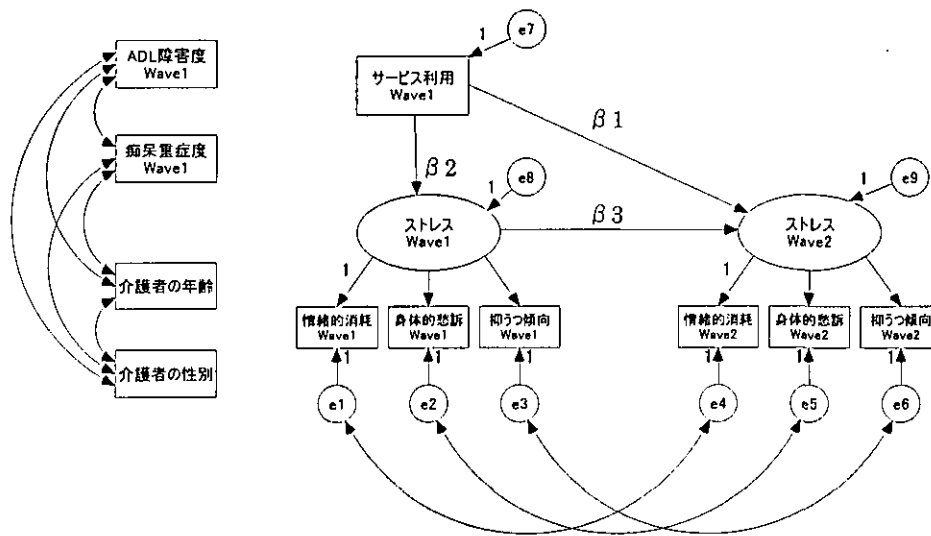 ADL障害度
Wave1
痴呆重症度
Wave1
介護者の年齢
介護者の性別
1
e7
サービス利用
Wave1
β1
β2
1
e8
1
e9
ストレス
Wave1
β3
ストレス
Wave2
1
1
情緒的消耗
Wave1
身体的愁訴
Wave1
抑うつ傾向
Wave1
情緒的消耗
Wave2
身体的愁訴
Wave2
抑うつ傾向
Wave2
1
1
1
1
1
1
e1
e2
e3
e4
e5
e6